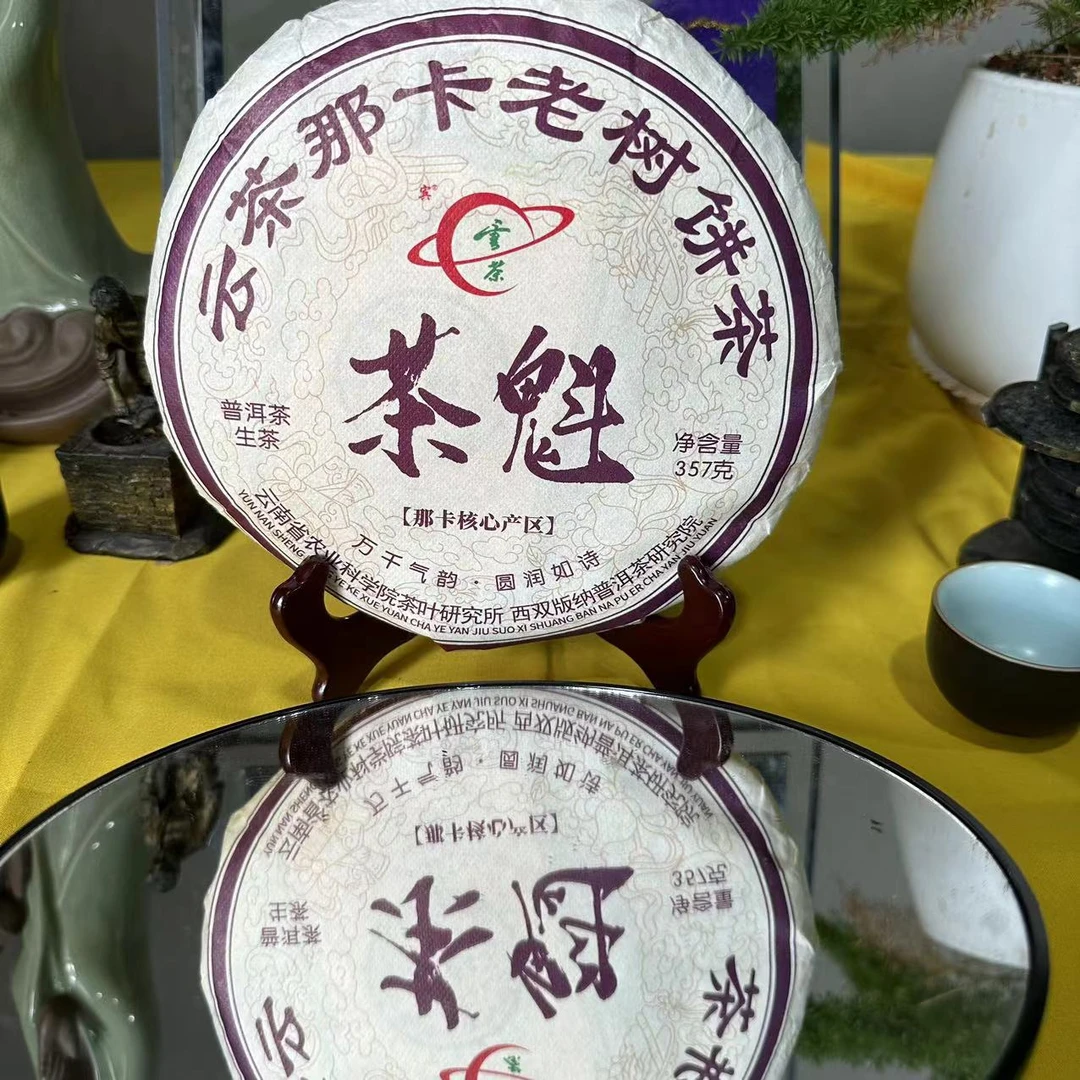 云茶那卡老树饼茶
寅®
雲茶
茶魁
普洱茶
生茶
净含量
357克
【那卡核心产区】
万千气韵·圆润如诗
云南省农业科学院茶叶研究所 西双版纳普洱茶研究院
YUN NAN SHENG YE KE XUE YUAN CHA YE YAN JIU SUO XI SHUANG BAN NA PU ER CHA YAN JIU YUAN